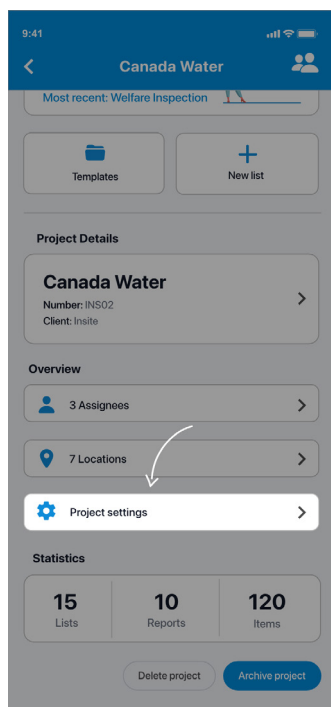 9:41
Canada Water
Most recent: Welfare Inspection
Templates
New list
Project Details
Canada Water
Number: INS02
Client: Insite
Overview
3 Assignees
7 Locations
Project settings
Statistics
15 10 120
Lists Reports Items
Delete project Archive project